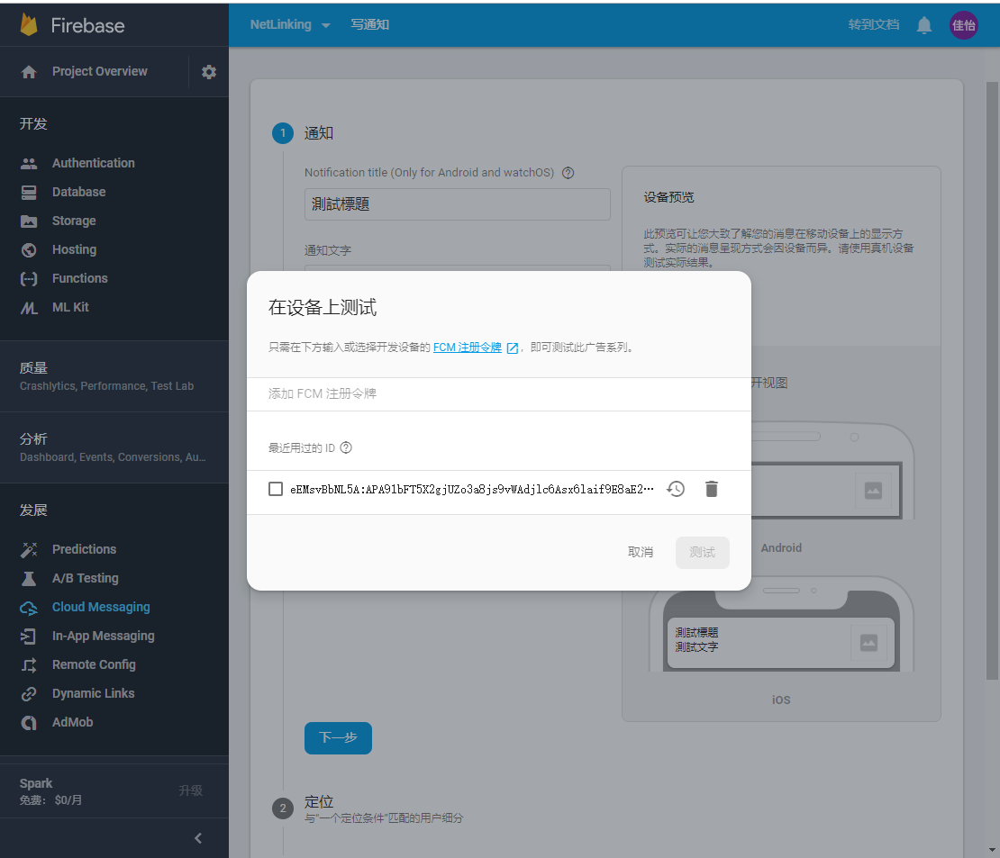 Firebase
NetLinking
写通知
转到文档
佳怡
Project Overview
开发
Authentication
Database
Storage
Hosting
Functions
ML Kit
质量
Crashlytics, Performance, Test Lab
分析
Dashboard, Events, Conversions, Au...
发展
Predictions
A/B Testing
Cloud Messaging
In-App Messaging
Remote Config
Dynamic Links
AdMob
Spark
免费： $0/月
升级
1 通知
Notification title (Only for Android and watchOS)
測試標題
通知文字
设备预览
此预览可让您大致了解您的消息在移动设备上的显示方
式。实际的消息呈现方式会因设备而异。请使用真机设备
测试实际结果。
在设备上测试
只需在下方输入或选择开发设备的 FCM 注册令牌 ，即可测试此广告系列。
添加 FCM 注册令牌
最近用过的 ID
eEMsvBbNL5A:APA91bFT5X2gjUZo3a8js9vWAdjlc6Asx6laif9E8aE2...
取消
测试
开视图
Android
測試標題
測試文字
iOS
下一步
2 定位
与"一个定位条件"匹配的用户细分